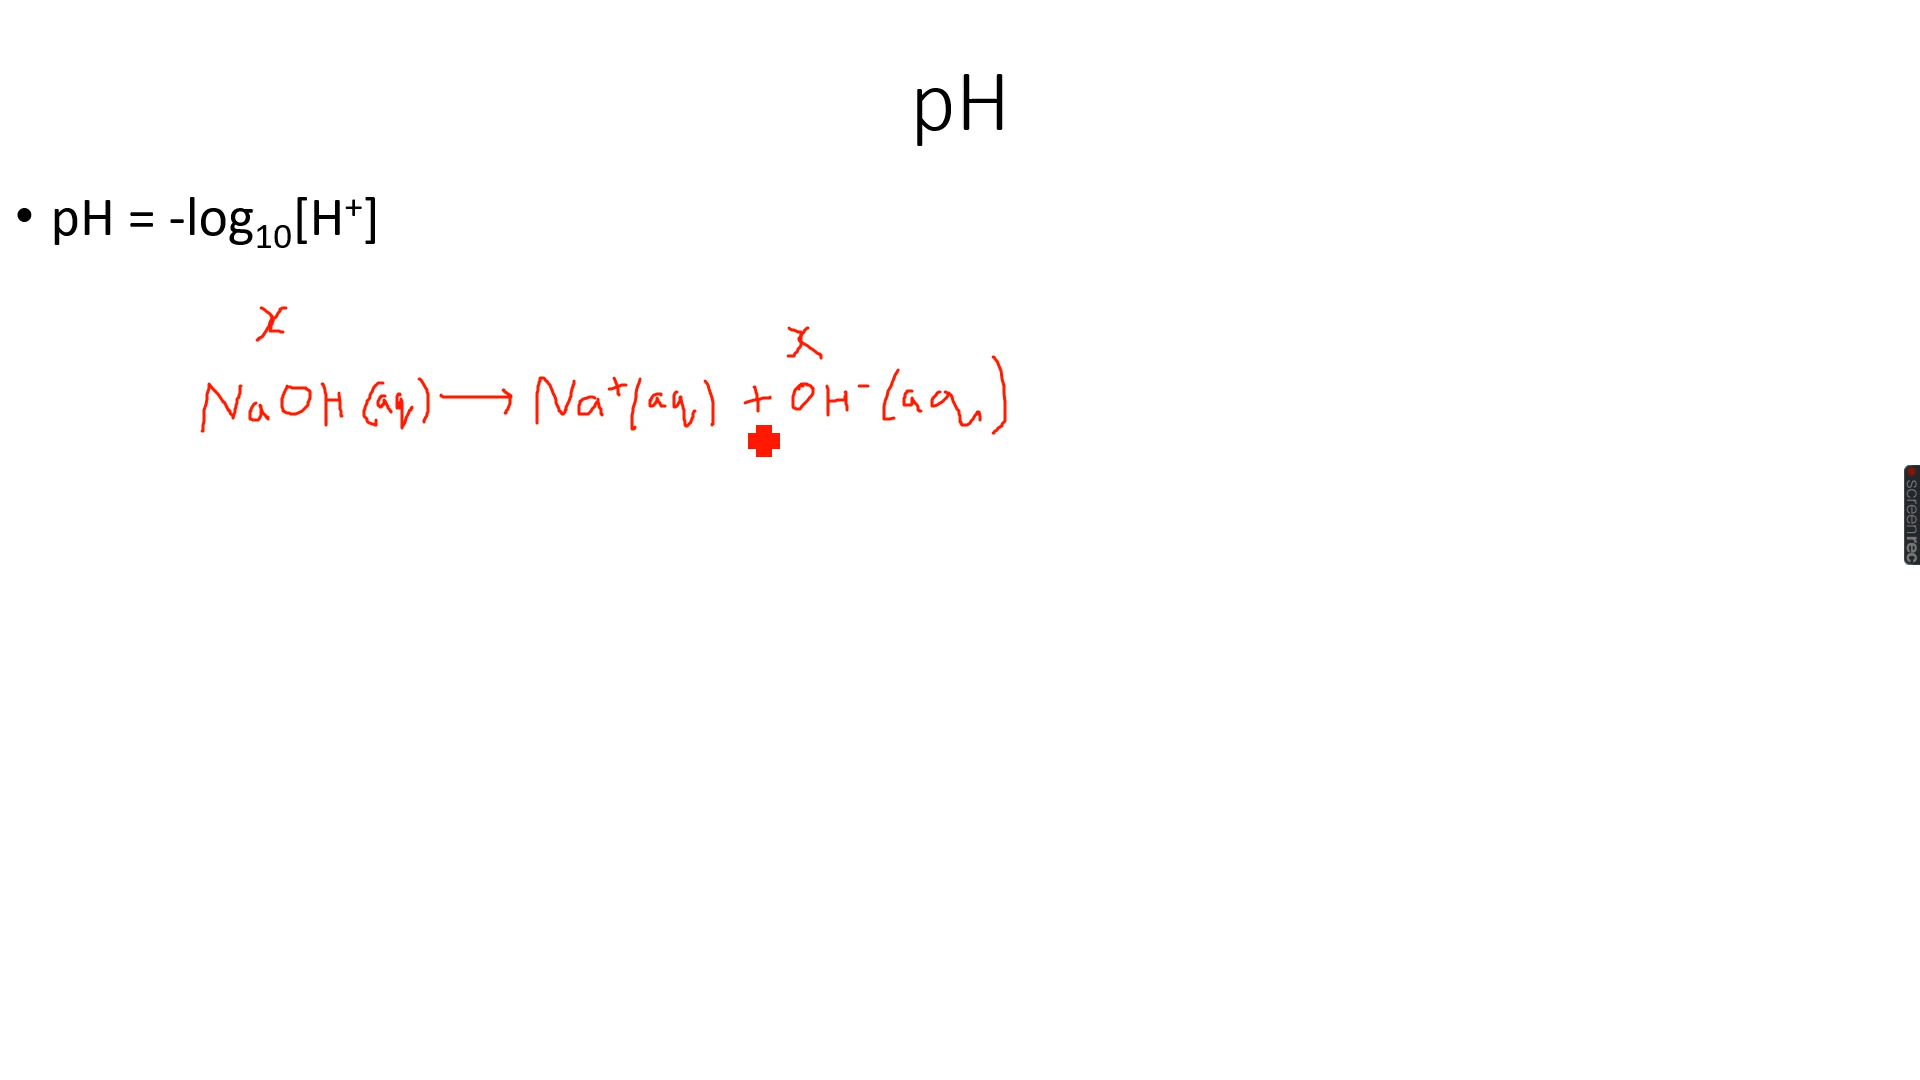 pH
• pH = -log₁₀[H⁺]
x x
NaOH (aq) → Na⁺(aq) + OH⁻(aq)
screenrec